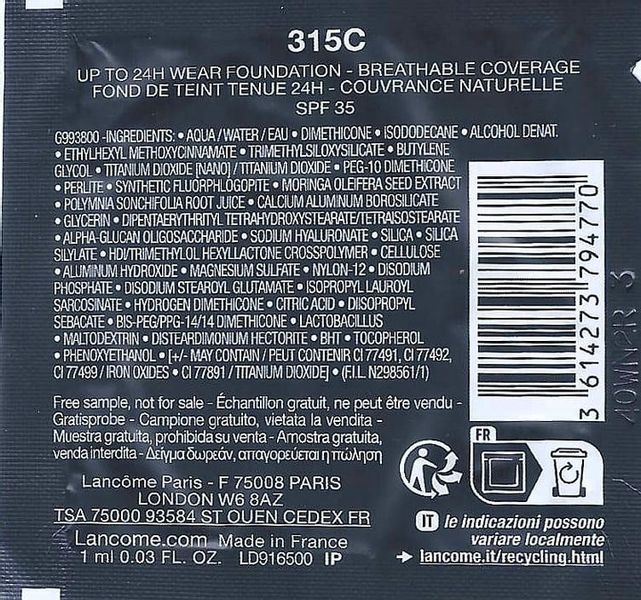 315C
UP TO 24H WEAR FOUNDATION - BREATHABLE COVERAGE
FOND DE TEINT TENUE 24H - COUVRANCE NATURELLE
SPF 35
G993800 -INGREDIENTS: • AQUA / WATER / EAU • DIMETHICONE • ISODODECANE • ALCOHOL DENAT.
• ETHYLHEXYL METHOXYCINNAMATE • TRIMETHYLSILOXYSILICATE • BUTYLENE
GLYCOL • TITANIUM DIOXIDE [NANO] / TITANIUM DIOXIDE • PEG-10 DIMETHICONE
• PERLITE • SYNTHETIC FLUORPHLOGOPITE • MORINGA OLEIFERA SEED EXTRACT
• POLYMNIA SONCHIFOLIA ROOT JUICE • CALCIUM ALUMINUM BOROSILICATE
• GLYCERIN • DIPENTAERYTHRITYL TETRAHYDROXYSTEARATE/TETRAISOSTEARATE
• ALPHA-GLUCAN OLIGOSACCHARIDE • SODIUM HYALURONATE • SILICA • SILICA
SILYLATE • HDI/TRIMETHYLOL HEXYLLACTONE CROSSPOLYMER • CELLULOSE
• ALUMINUM HYDROXIDE • MAGNESIUM SULFATE • NYLON-12 • DISODIUM
PHOSPHATE • DISODIUM STEAROYL GLUTAMATE • ISOPROPYL LAUROYL
SARCOSINATE • HYDROGEN DIMETHICONE • CITRIC ACID • DIISOPROPYL
SEBACATE • BIS-PEG/PPG-14/14 DIMETHICONE • LACTOBACILLUS
• MALTODEXTRIN • DISTEARDIMONIUM HECTORITE • BHT • TOCOPHEROL
• PHENOXYETHANOL • [+/- MAY CONTAIN / PEUT CONTENIR CI 77491, CI 77492,
CI 77499 / IRON OXIDES • CI 77891 / TITANIUM DIOXIDE] • (F.I.L. N298561/1)
Free sample, not for sale - Échantillon gratuit, ne peut être vendu -
Gratisprobe - Campione gratuito, vietata la vendita -
Muestra gratuita, prohibida su venta - Amostra gratuita,
venda interdita - Δείγμα δωρεάν, απαγορεύεται η πώληση
Lancôme Paris - F 75008 PARIS
LONDON W6 8AZ
TSA 75000 93584 ST OUEN CEDEX FR
Lancome.com Made in France
1 ml 0.03 FL. OZ. LD916500 IP
3 614273 794770
FR
IT le indicazioni possono
variare localmente
lancome.it/recycling.html